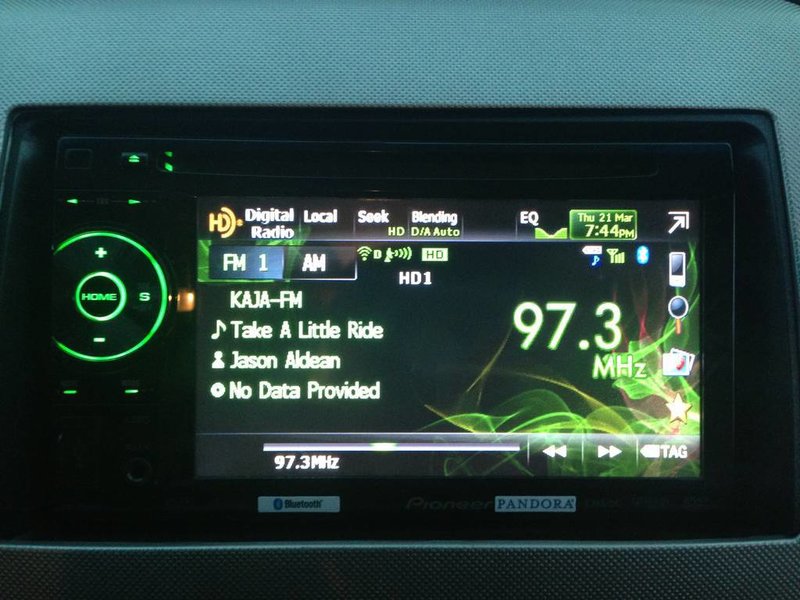 HD Digital Radio Local Seek HD Blending D/A Auto EQ Thu 21 Mar 7:44PM
FM 1 AM D HD
HD1
KAJA-FM
Take A Little Ride
97.3 MHz
Jason Aldean
No Data Provided
97.3MHz TAG
HOME S
Bluetooth Pioneer PANDORA